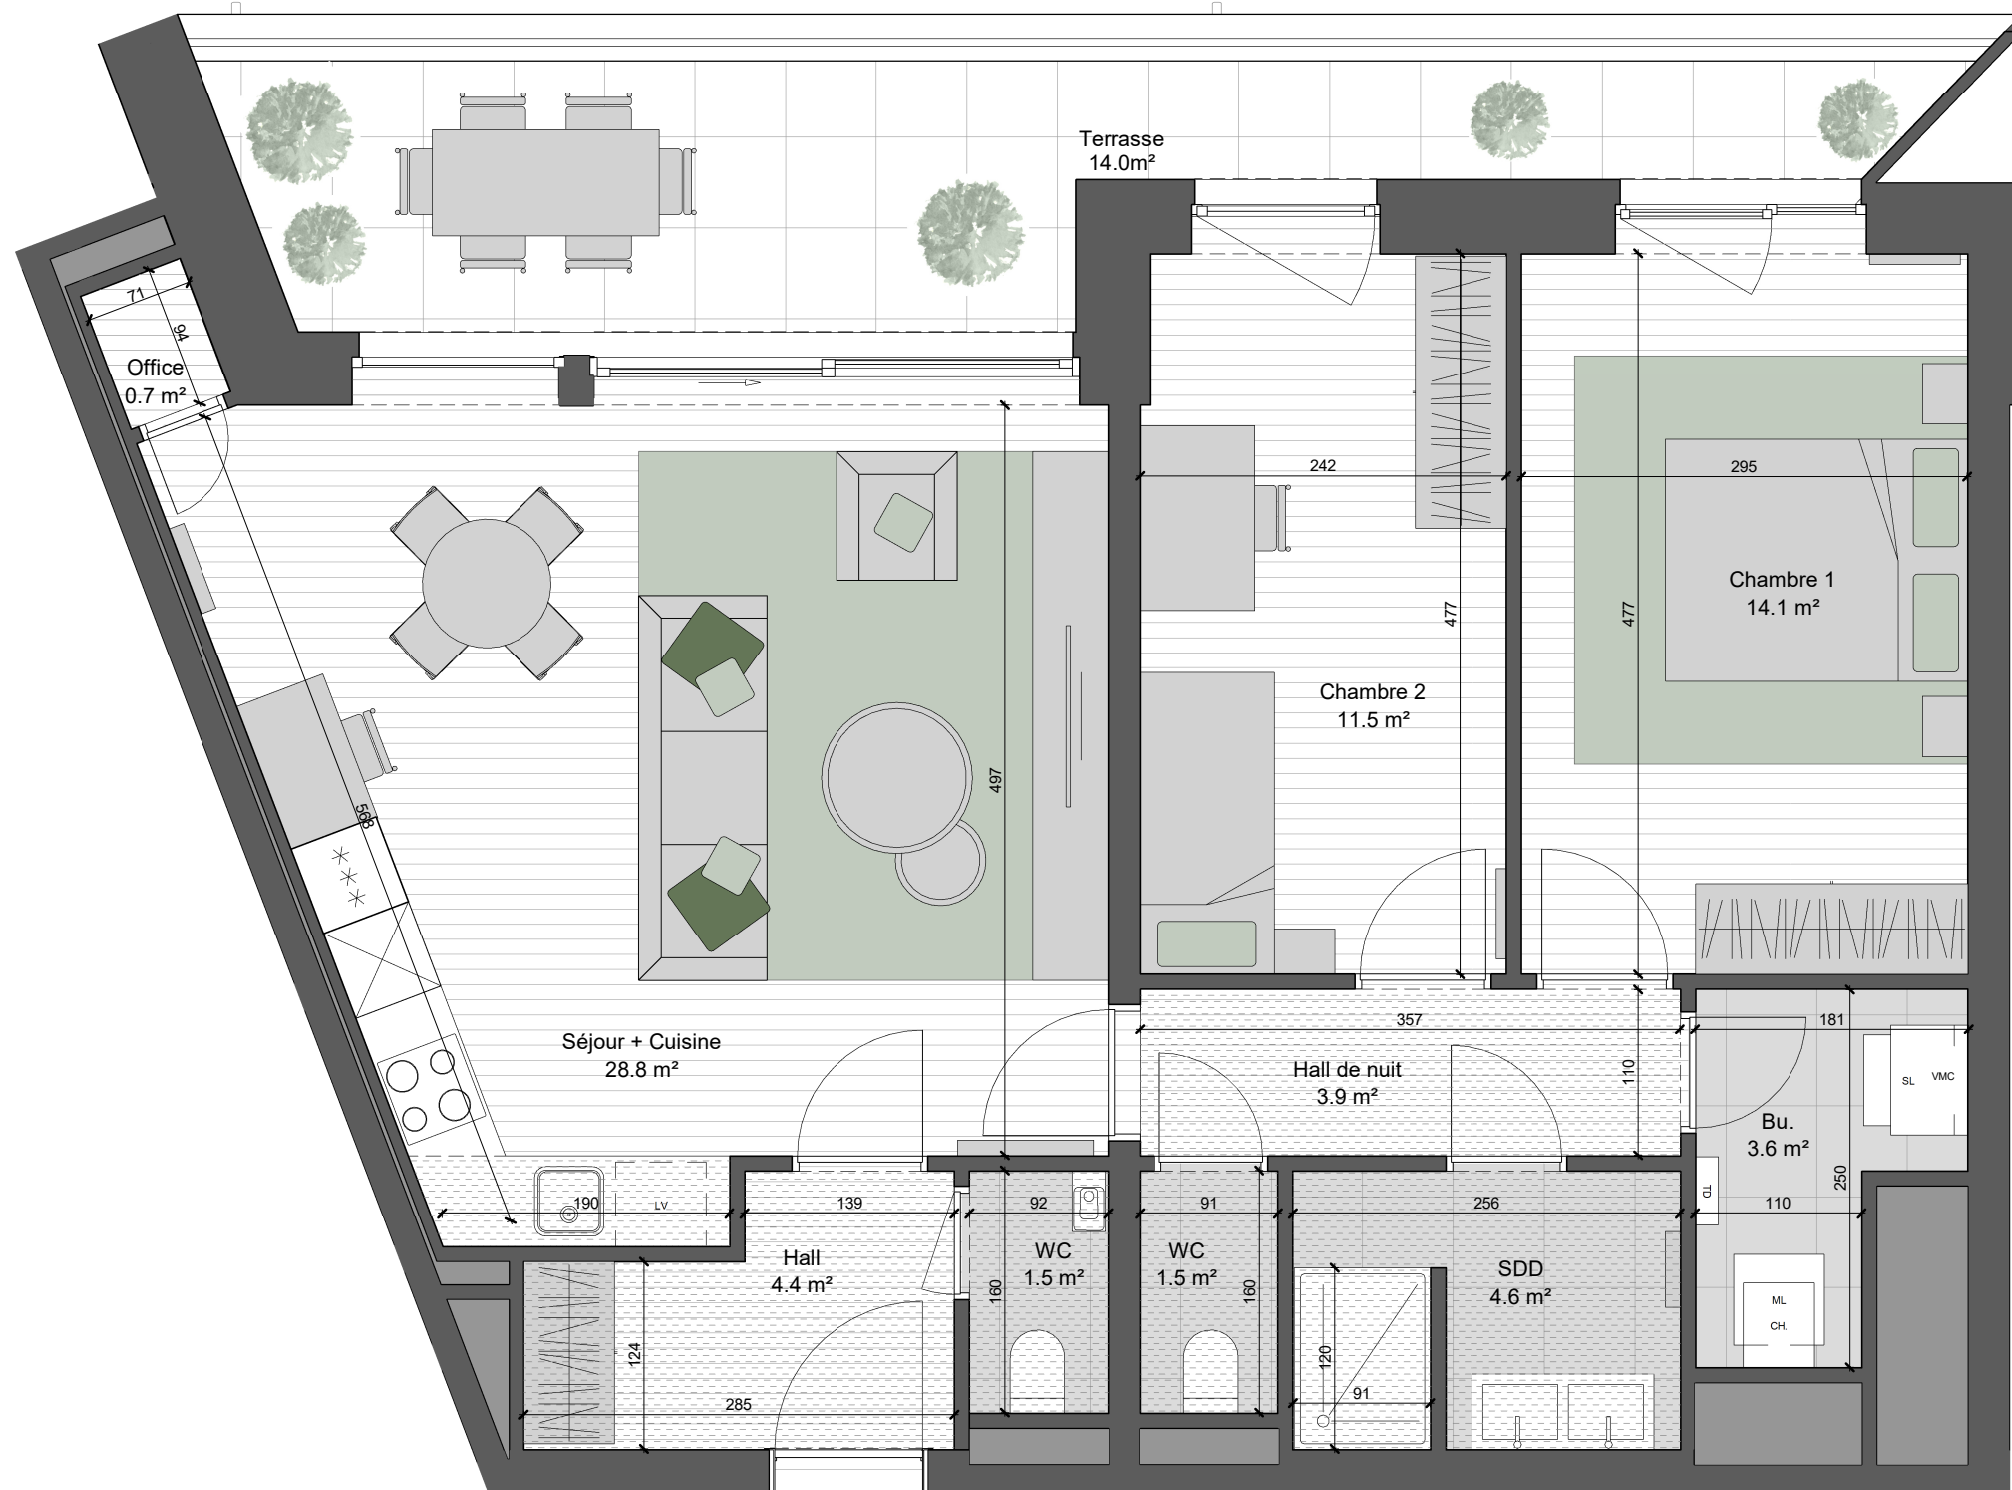 Terrasse
14.0m²
71
94
Office
0.7 m²
242
295
477
477
Chambre 1
14.1 m²
Chambre 2
11.5 m²
497
568
Séjour + Cuisine
28.8 m²
357
181
Hall de nuit
3.9 m²
110
SL
VMC
Bu.
3.6 m²
250
TD
190
LV
139
92
91
256
110
Hall
4.4 m²
WC
1.5 m²
WC
1.5 m²
SDD
4.6 m²
160
160
124
120
91
285
ML
CH.